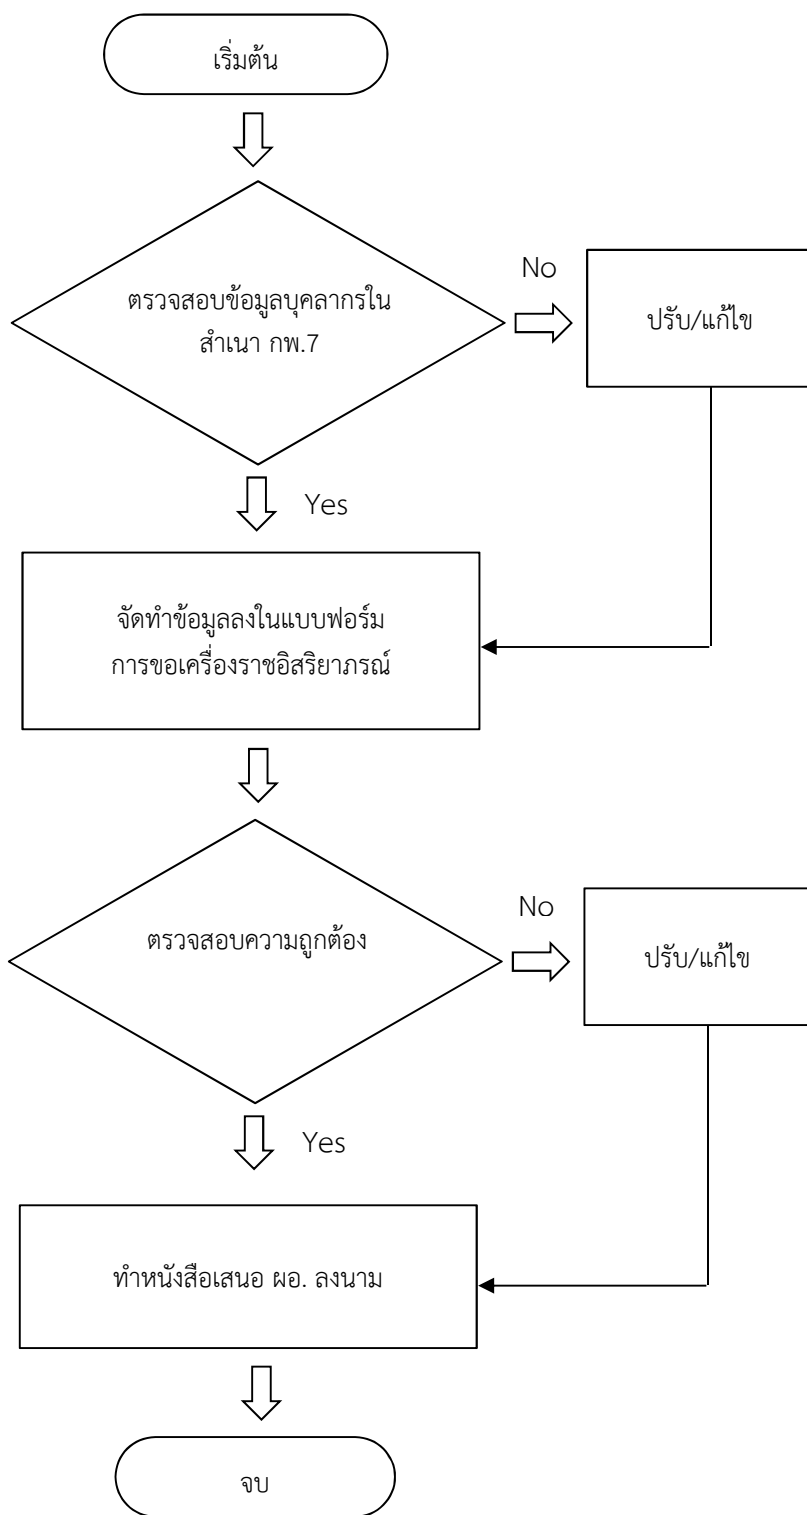 เริ่มต้น
ตรวจสอบข้อมูลบุคลากรใน
สำเนา กพ.7
No
ปรับ/แก้ไข
Yes
จัดทำข้อมูลลงในแบบฟอร์ม
การขอเครื่องราชอิสริยาภรณ์
ตรวจสอบความถูกต้อง
No
ปรับ/แก้ไข
Yes
ทำหนังสือเสนอ ผอ. ลงนาม
จบ